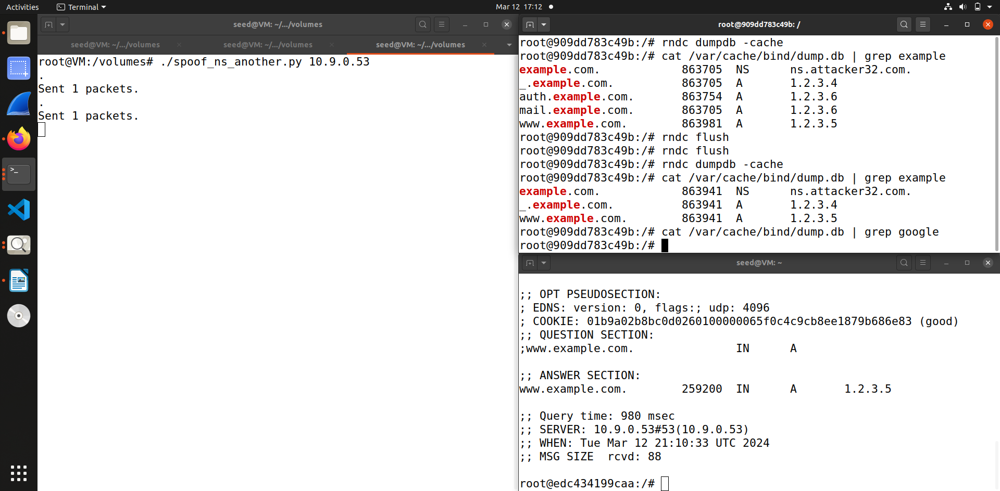 Activities
Terminal
Mar 12 17:12
seed@VM: ~/.../volumes
seed@VM: ~/.../volumes
seed@VM: ~/.../volumes
seed@VM: ~/.../volumes
root@VM:/volumes# ./spoof_ns_another.py 10.9.0.53
.
Sent 1 packets.
.
Sent 1 packets.
root@909dd783c49b: /
root@909dd783c49b:/# rndc dumpdb -cache
root@909dd783c49b:/# cat /var/cache/bind/dump.db | grep example
example.com. 863705 NS ns.attacker32.com.
_.example.com. 863705 A 1.2.3.4
auth.example.com. 863754 A 1.2.3.6
mail.example.com. 863705 A 1.2.3.6
www.example.com. 863981 A 1.2.3.5
root@909dd783c49b:/# rndc flush
root@909dd783c49b:/# rndc flush
root@909dd783c49b:/# rndc dumpdb -cache
root@909dd783c49b:/# cat /var/cache/bind/dump.db | grep example
example.com. 863941 NS ns.attacker32.com.
_.example.com. 863941 A 1.2.3.4
www.example.com. 863941 A 1.2.3.5
root@909dd783c49b:/# cat /var/cache/bind/dump.db | grep google
root@909dd783c49b:/#
seed@VM: ~
;; OPT PSEUDOSECTION:
; EDNS: version: 0, flags:; udp: 4096
; COOKIE: 01b9a02b8bc0d0260100000065f0c4c9cb8ee1879b686e83 (good)
;; QUESTION SECTION:
;www.example.com. IN A
;; ANSWER SECTION:
www.example.com. 259200 IN A 1.2.3.5
;; Query time: 980 msec
;; SERVER: 10.9.0.53#53(10.9.0.53)
;; WHEN: Tue Mar 12 21:10:33 UTC 2024
;; MSG SIZE rcvd: 88
root@edc434199caa:/#